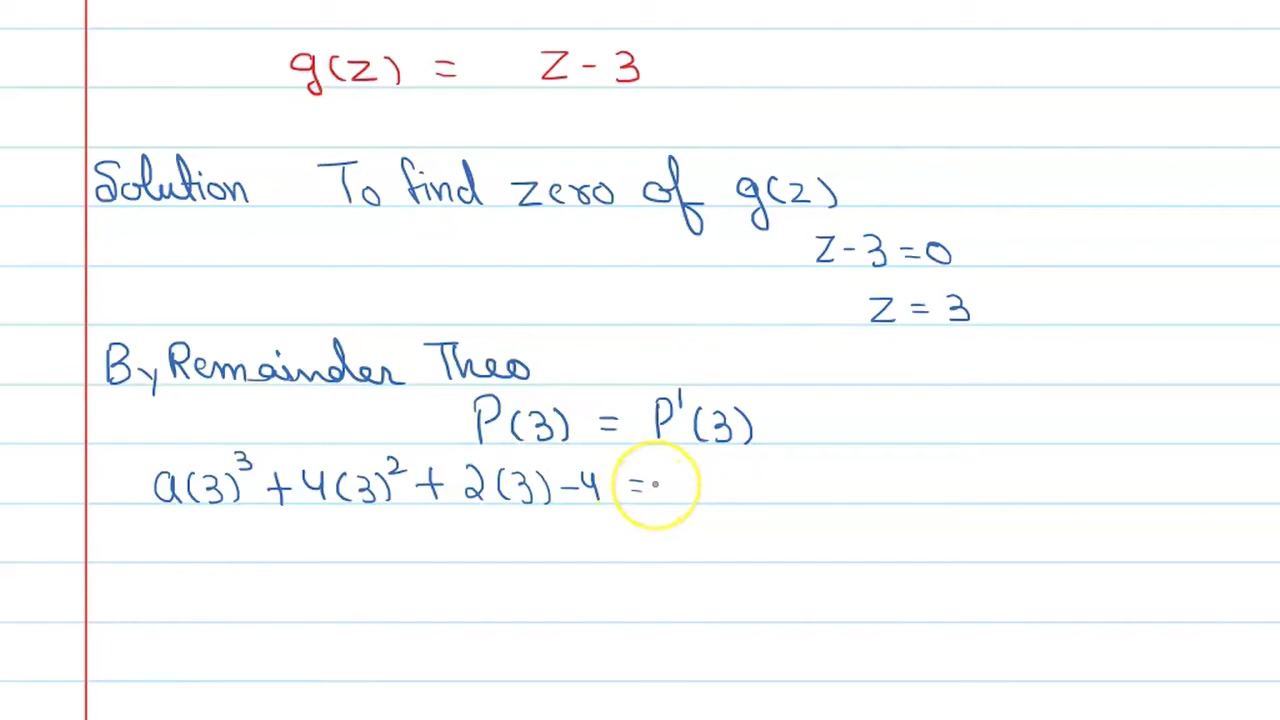 g(z) = z - 3
Solution To find zero of g(z)
z - 3 = 0
z = 3
By Remainder Theo
P(3) = P'(3)
a(3)³ + 4(3)² + 2(3) - 4 =